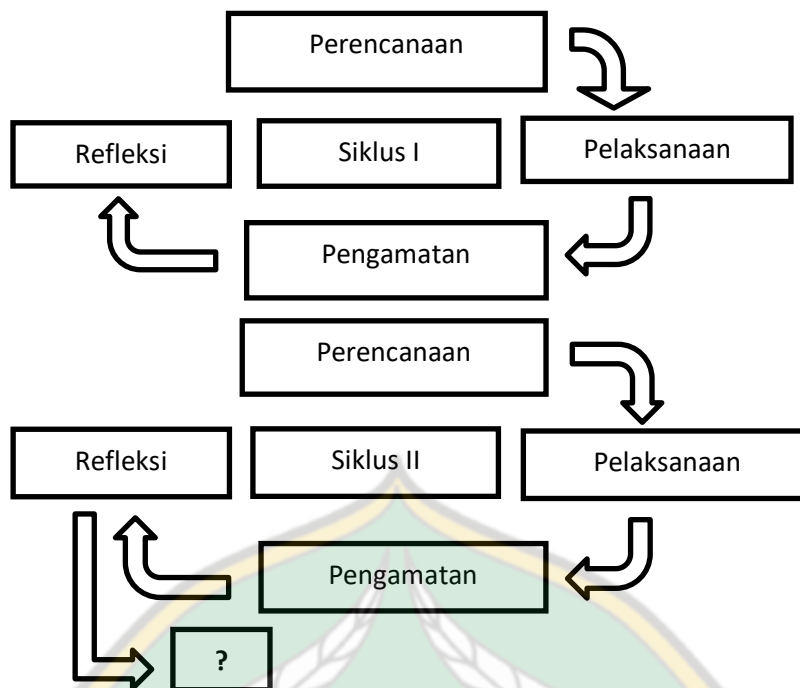 Perencanaan
Refleksi
Siklus I
Pelaksanaan
Pengamatan
Perencanaan
Refleksi
Siklus II
Pelaksanaan
Pengamatan
?